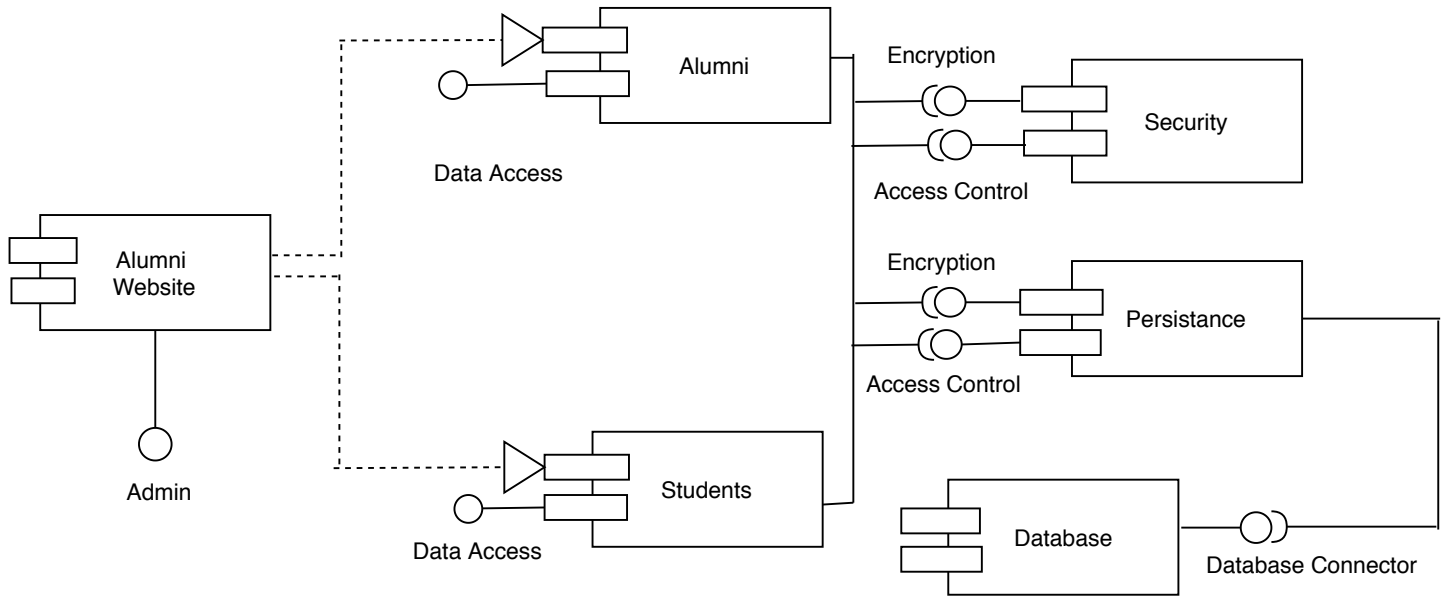 Encryption
Alumni
Security
Data Access
Access Control
Alumni
Website
Encryption
Persistance
Access Control
Admin
Students
Data Access
Database
Database Connector